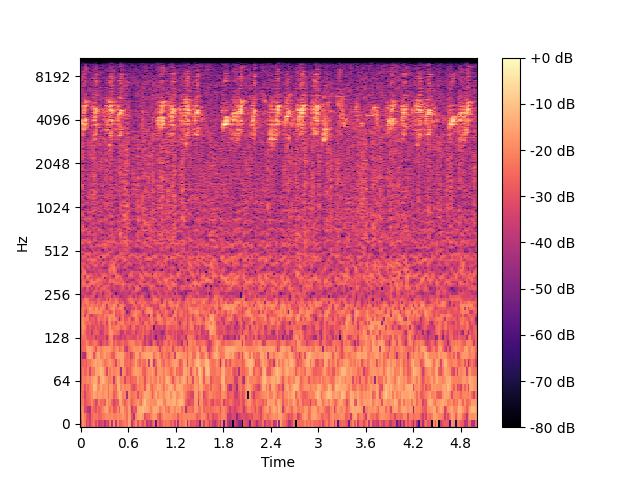 8192
4096
2048
1024
512
256
128
64
0
Hz
0 0.6 1.2 1.8 2.4 3 3.6 4.2 4.8
Time
+0 dB
-10 dB
-20 dB
-30 dB
-40 dB
-50 dB
-60 dB
-70 dB
-80 dB